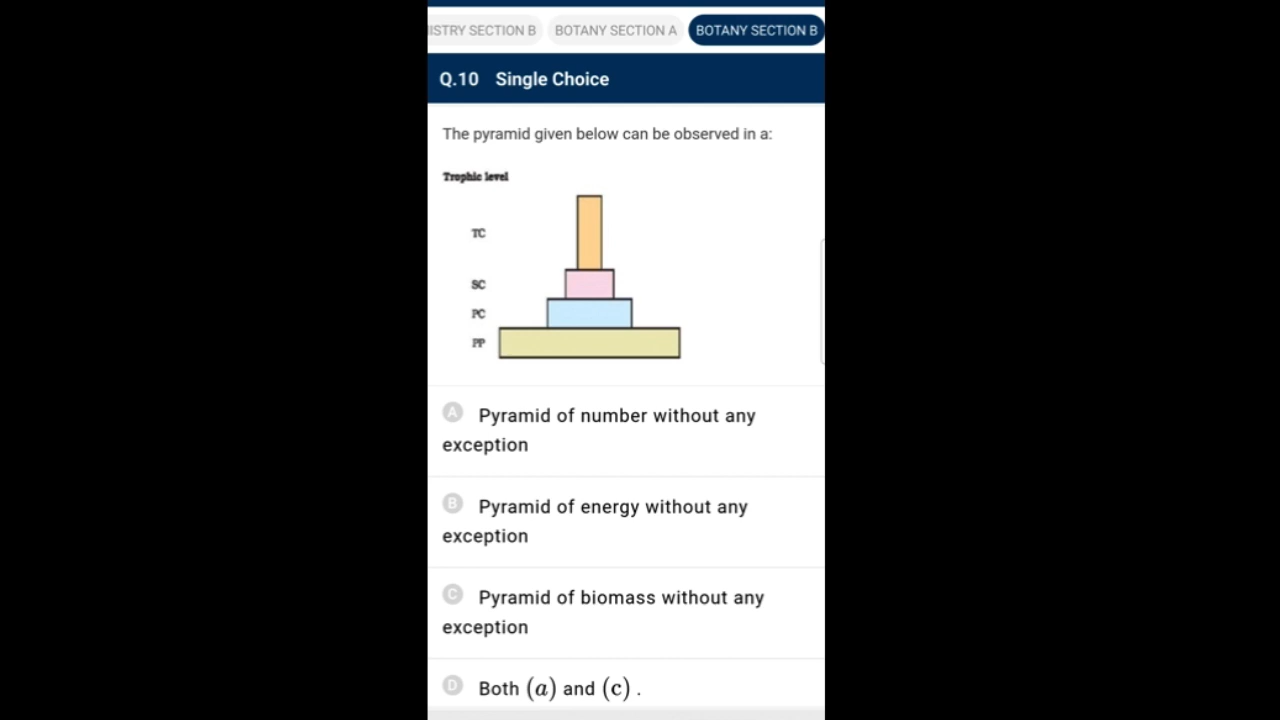 ISTRY SECTION B BOTANY SECTION A BOTANY SECTION B
Q.10 Single Choice
The pyramid given below can be observed in a:
Trophic level
TC
SC
PC
PP
A Pyramid of number without any
exception
B Pyramid of energy without any
exception
C Pyramid of biomass without any
exception
D Both (a) and (c) .